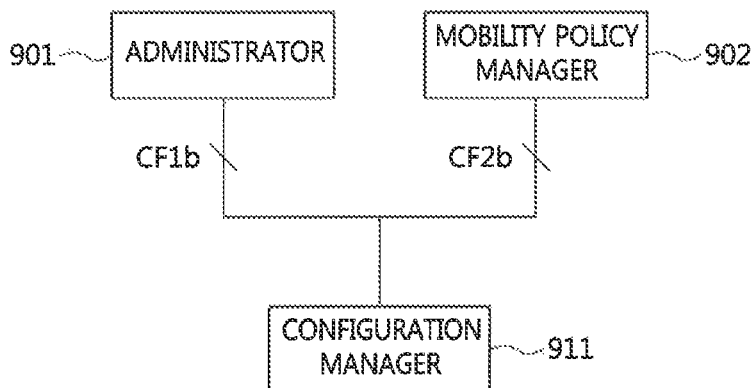 901
ADMINISTRATOR
MOBILITY POLICY
MANAGER
902
CF1b
CF2b
CONFIGURATION
MANAGER
911